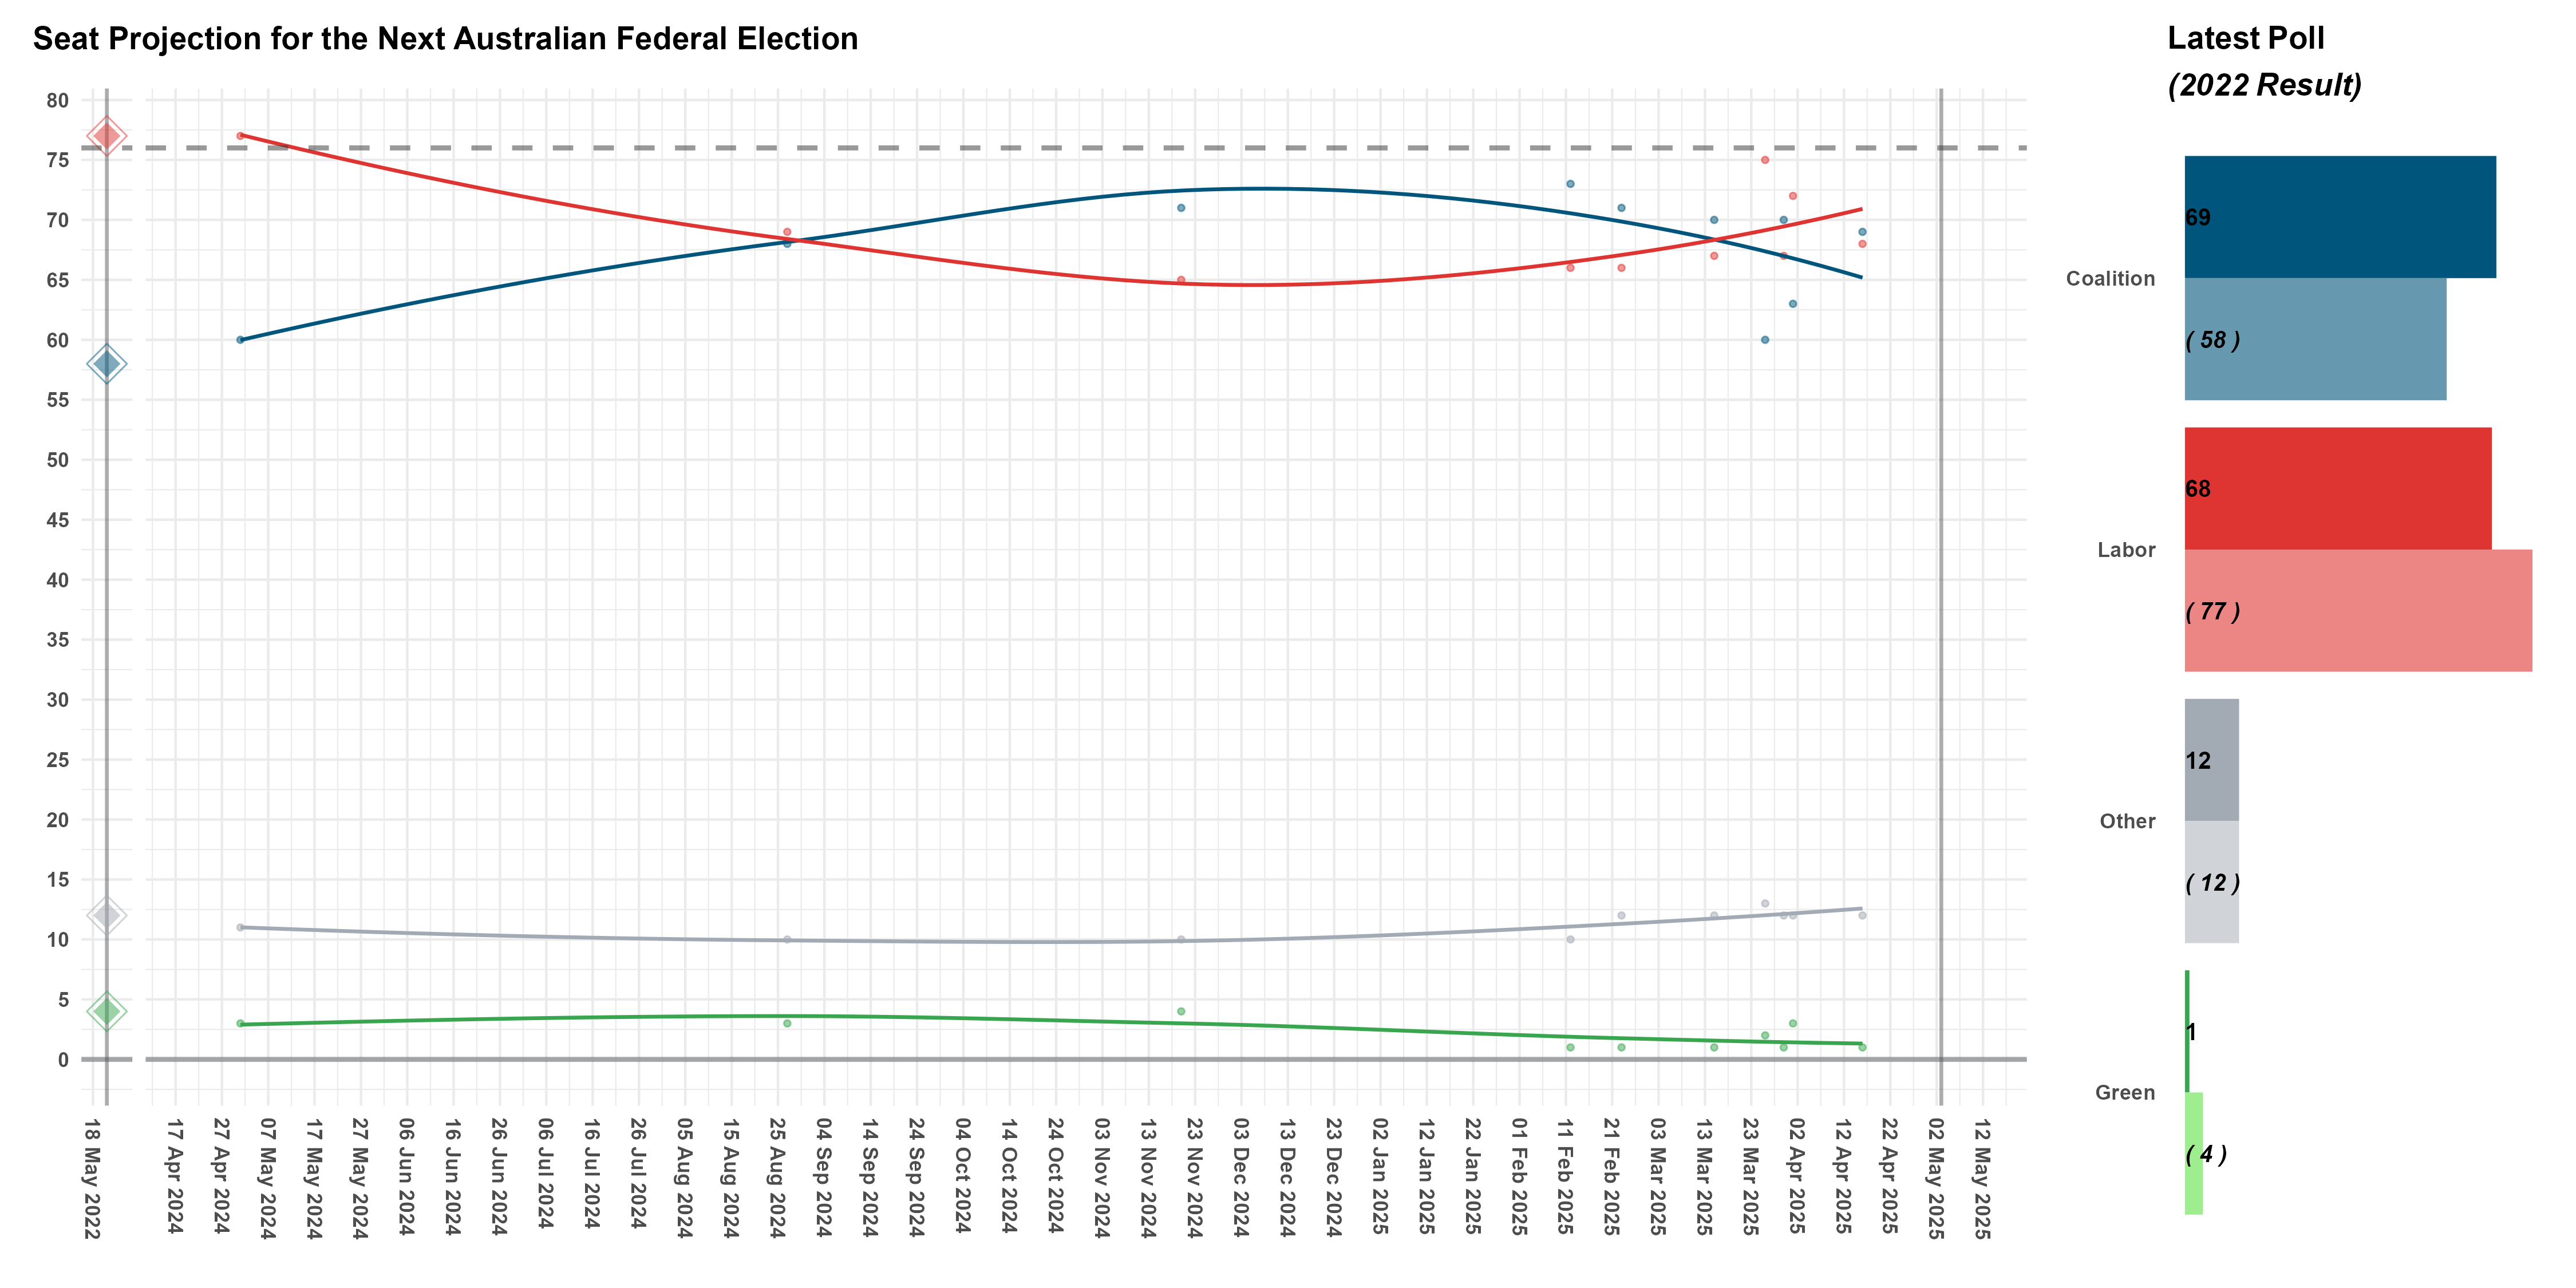 Seat Projection for the Next Australian Federal Election
80
75
70
65
60
55
50
45
40
35
30
25
20
15
10
5
0
18 May 2022
17 Apr 2024
27 Apr 2024
07 May 2024
17 May 2024
27 May 2024
06 Jun 2024
16 Jun 2024
26 Jun 2024
06 Jul 2024
16 Jul 2024
26 Jul 2024
05 Aug 2024
15 Aug 2024
25 Aug 2024
04 Sep 2024
14 Sep 2024
24 Sep 2024
04 Oct 2024
14 Oct 2024
24 Oct 2024
03 Nov 2024
13 Nov 2024
23 Nov 2024
03 Dec 2024
13 Dec 2024
23 Dec 2024
02 Jan 2025
12 Jan 2025
22 Jan 2025
01 Feb 2025
11 Feb 2025
21 Feb 2025
03 Mar 2025
13 Mar 2025
23 Mar 2025
02 Apr 2025
12 Apr 2025
22 Apr 2025
02 May 2025
12 May 2025
Latest Poll
(2022 Result)
Coalition
69
( 58 )
Labor
68
( 77 )
Other
12
( 12 )
Green
1
( 4 )